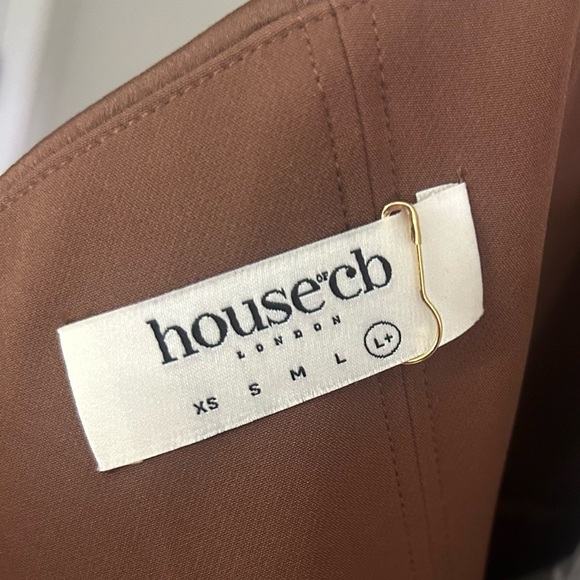 house OF cb
LONDON
XS S M L L+